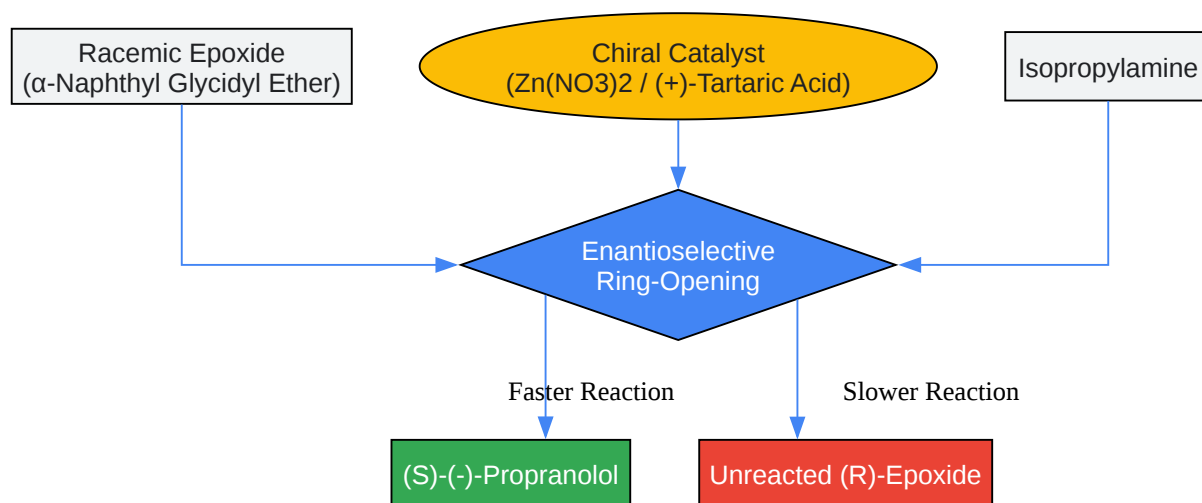 Racemic Epoxide
(α-Naphthyl Glycidyl Ether)
Chiral Catalyst
(Zn(NO3)2 / (+)-Tartaric Acid)
Isopropylamine
Enantioselective
Ring-Opening
Faster Reaction
Slower Reaction
(S)-(-)-Propranolol
Unreacted (R)-Epoxide